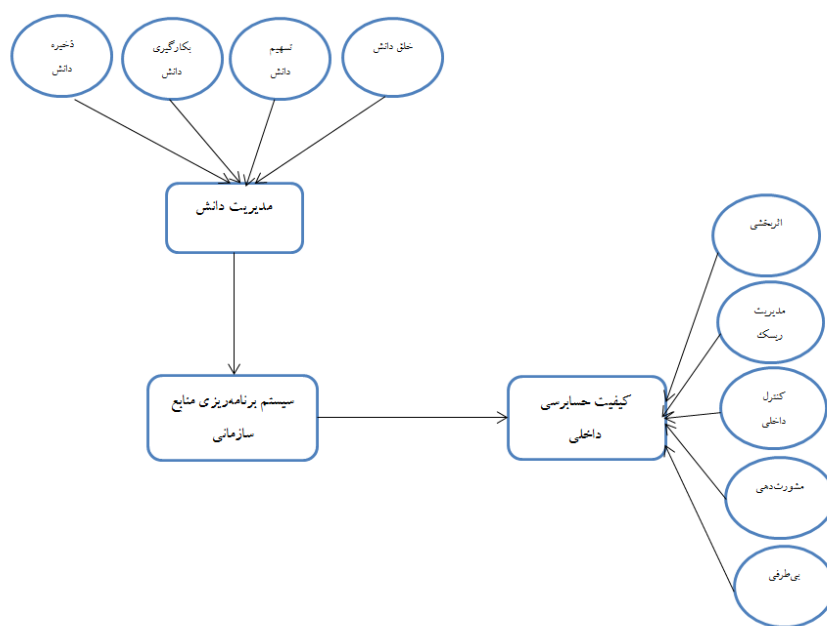 خلق دانش
تسهیم
دانش
بکارگیری
دانش
ذخیره
دانش
مدیریت دانش
اثربخشی
مدیریت
ریسک
سیستم برنامه‌ریزی منابع
سازمانی
کیفیت حسابرسی
داخلی
کنترل
داخلی
مشورت‌دهی
بی‌طرفی